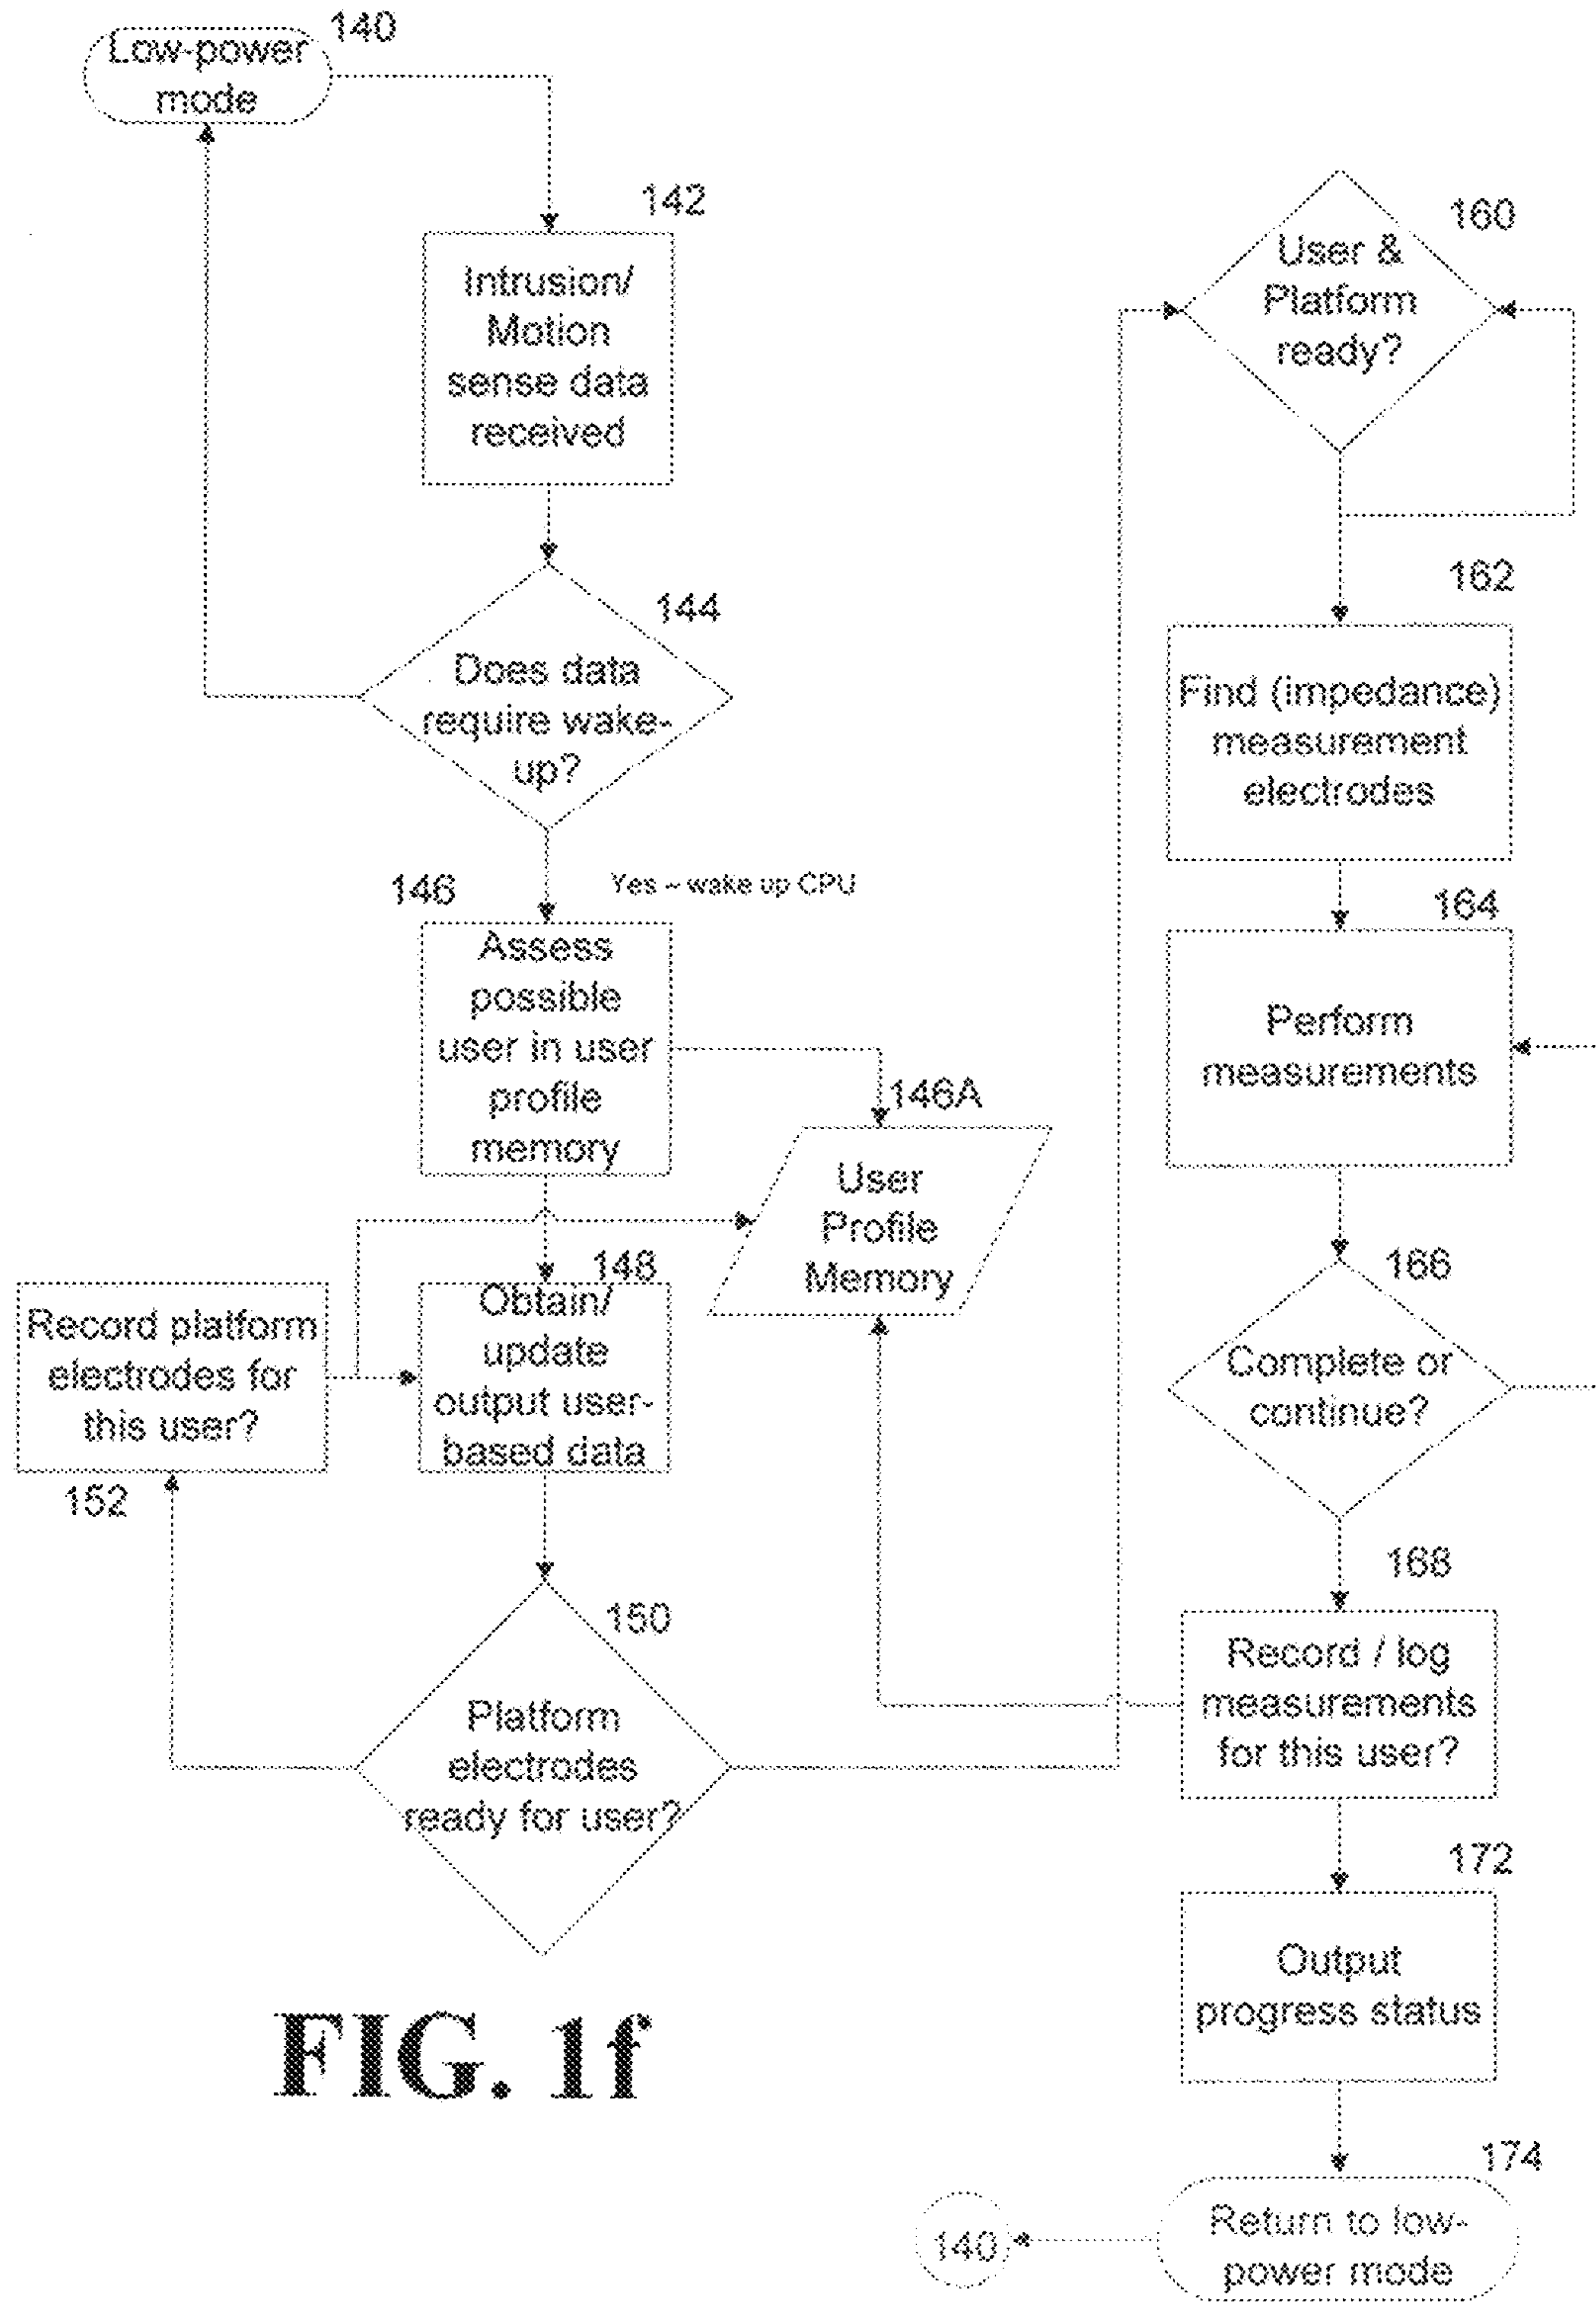 140
Low-power
mode
142
Intrusion/
Motion
sense data
received
144
Does data
require wake-
up?
Yes – wake up CPU
146
Assess
possible
user in user
profile
memory
146A
User
Profile
Memory
148
Obtain/
update
output user-
based data
Record platform
electrodes for
this user?
152
150
Platform
electrodes
ready for user?
160
User &
Platform
ready?
162
Find (impedance)
measurement
electrodes
164
Perform
measurements
166
Complete or
continue?
168
Record / log
measurements
for this user?
172
Output
progress status
174
Return to low-
power mode
140
FIG. 1f